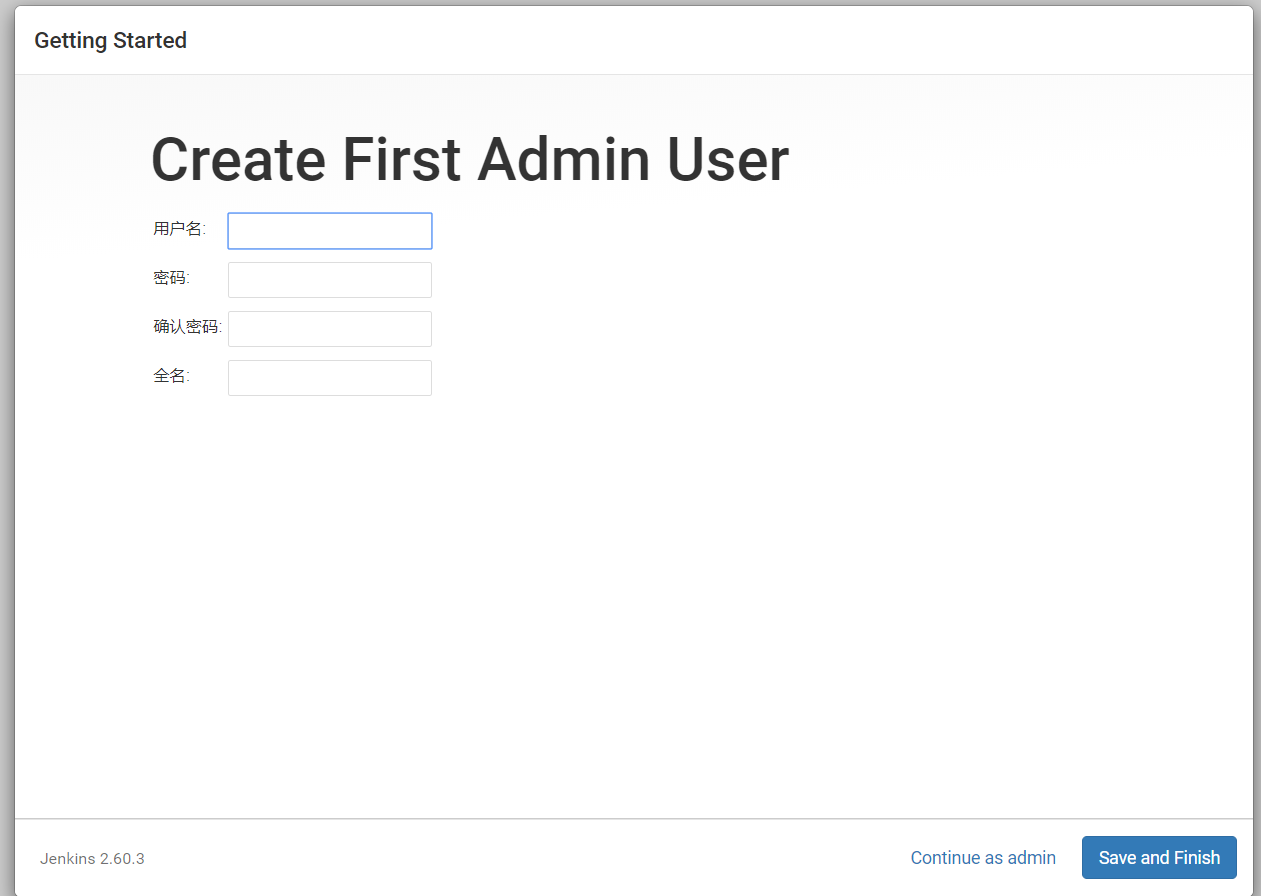 Getting Started
Create First Admin User
用户名:
密码:
确认密码:
全名:
Jenkins 2.60.3
Continue as admin
Save and Finish